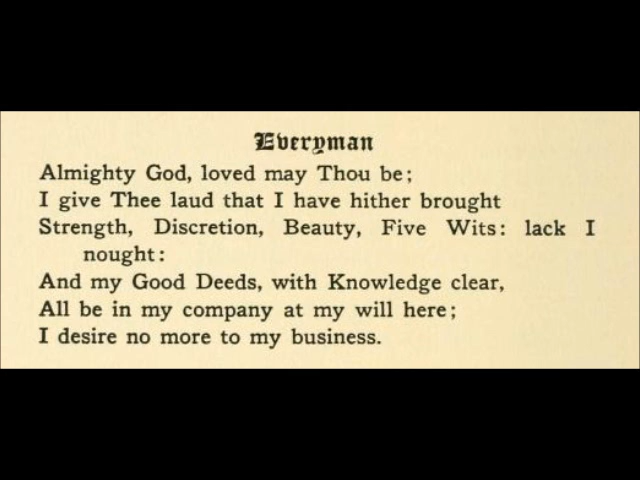 Everyman
Almighty God, loved may Thou be;
I give Thee laud that I have hither brought
Strength, Discretion, Beauty, Five Wits: lack I
nought:
And my Good Deeds, with Knowledge clear,
All be in my company at my will here;
I desire no more to my business.